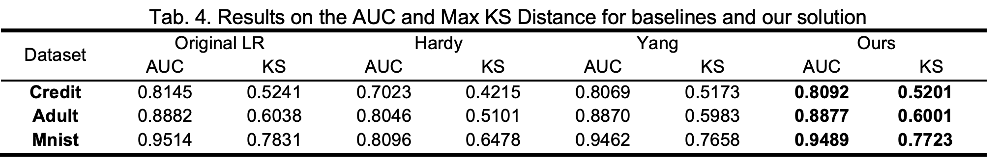 Tab. 4. Results on the AUC and Max KS Distance for baselines and our solution
Dataset Original LR Hardy Yang Ours
AUC KS AUC KS AUC KS AUC KS
Credit 0.8145 0.5241 0.7023 0.4215 0.8069 0.5173 0.8092 0.5201
Adult 0.8882 0.6038 0.8046 0.5101 0.8870 0.5983 0.8877 0.6001
Mnist 0.9514 0.7831 0.8096 0.6478 0.9462 0.7658 0.9489 0.7723